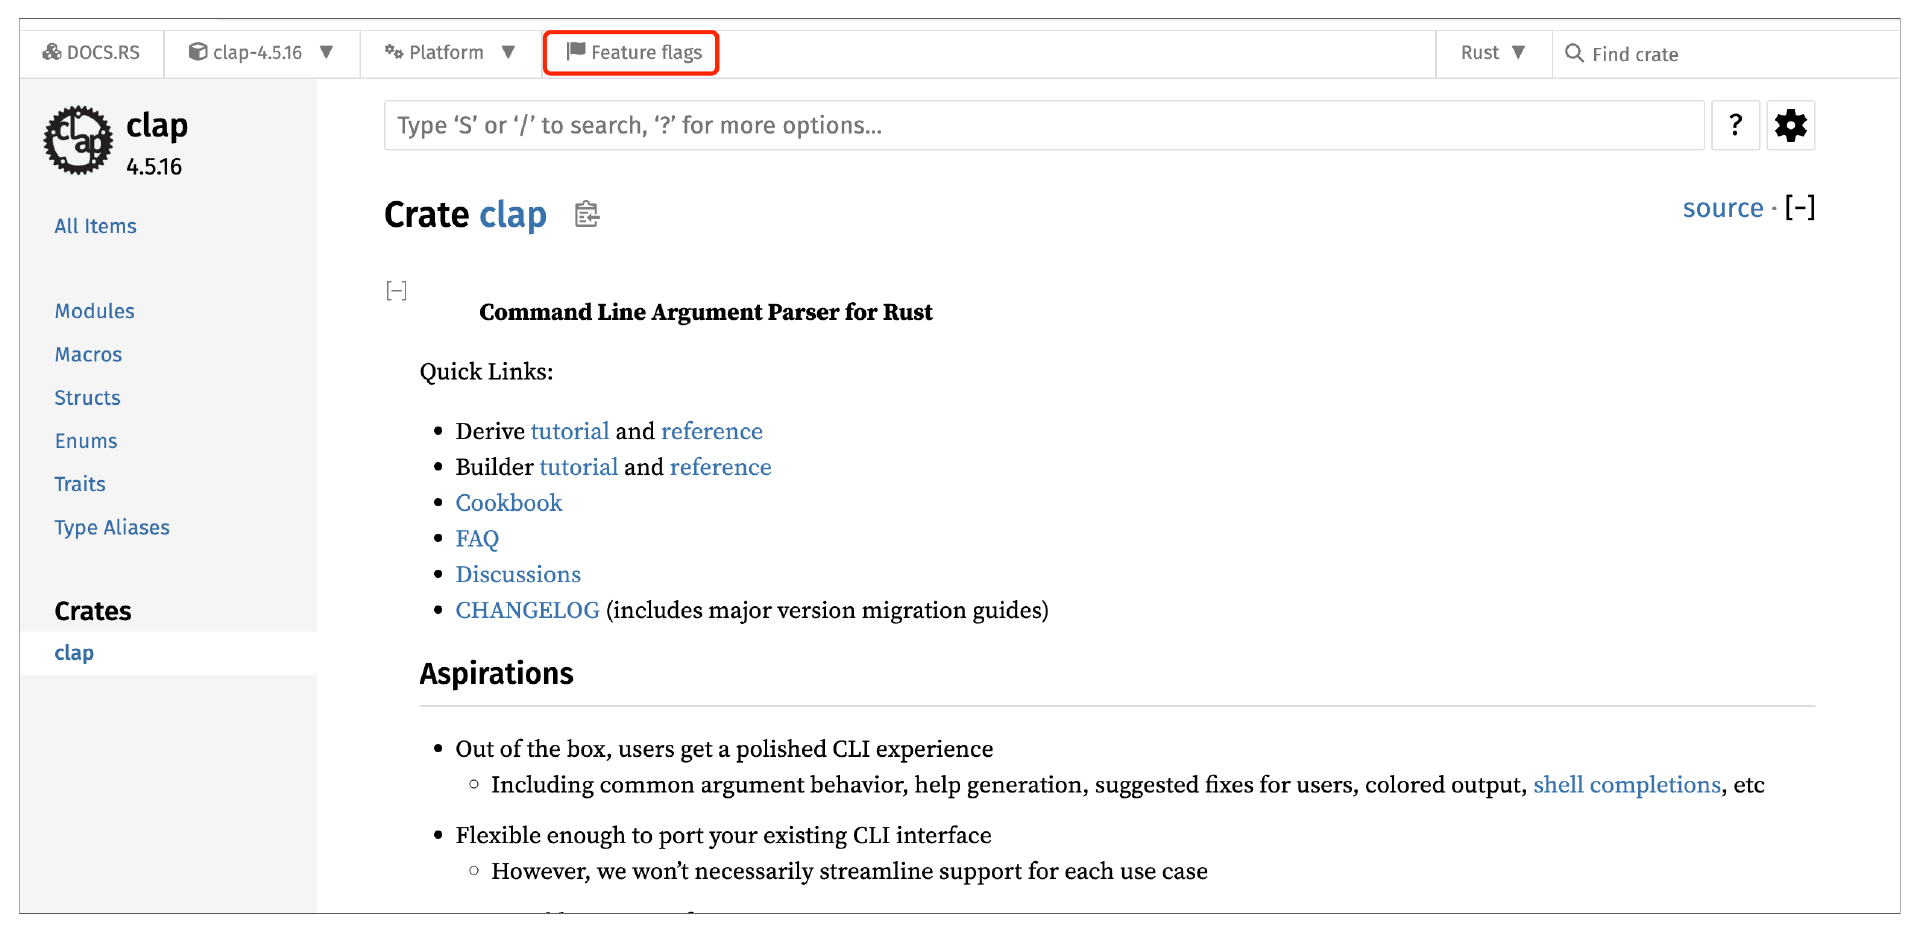 DOCS.RS clap-4.5.16 ▼ Platform ▼ Feature flags Rust ▼ Find crate
clap
clap
4.5.16
Type ‘S’ or ‘/’ to search, ‘?’ for more options… ?
All Items
Modules
Macros
Structs
Enums
Traits
Type Aliases
Crates
clap
Crate clap source · [−]
[−]
Command Line Argument Parser for Rust
Quick Links:
• Derive tutorial and reference
• Builder tutorial and reference
• Cookbook
• FAQ
• Discussions
• CHANGELOG (includes major version migration guides)
Aspirations
• Out of the box, users get a polished CLI experience
◦ Including common argument behavior, help generation, suggested fixes for users, colored output, shell completions, etc
• Flexible enough to port your existing CLI interface
◦ However, we won’t necessarily streamline support for each use case